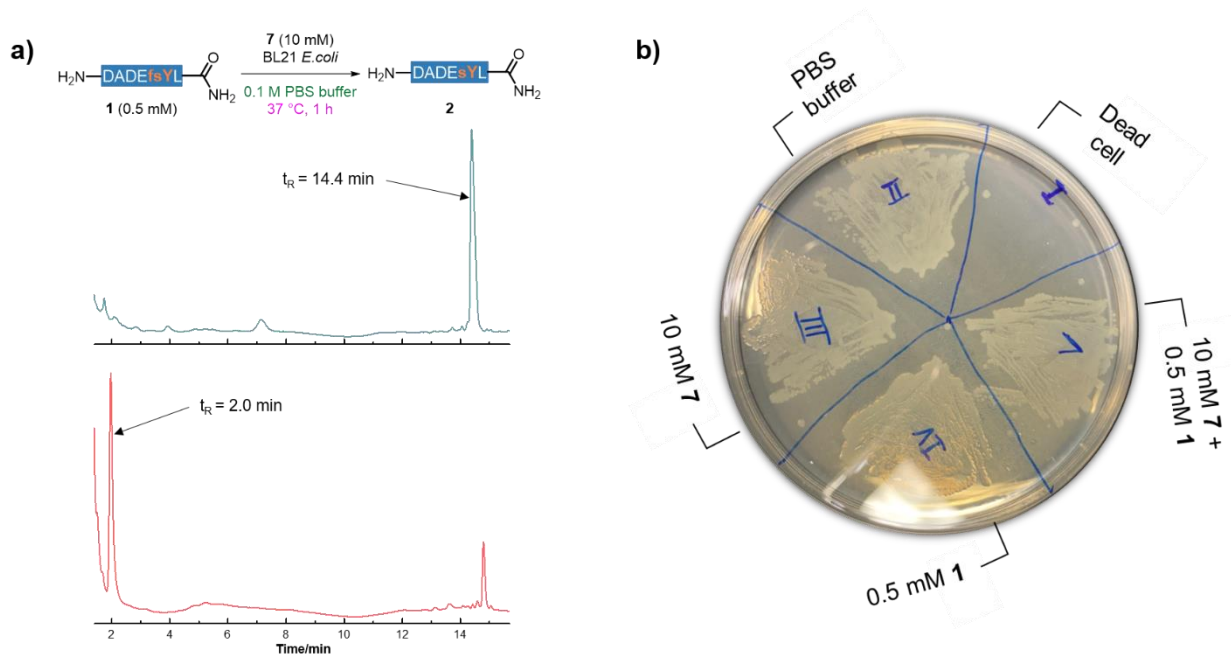 a)
7 (10 mM)
BL21 E.coli
H₂N
DADEfsYL
O
NH₂
0.1 M PBS buffer
37 °C, 1 h
H₂N
DADEsYL
O
NH₂
1 (0.5 mM)
2
tR = 14.4 min
tR = 2.0 min
2 4 6 8 10 12 14
Time/min
b)
PBS
buffer
Dead
cell
I
II
III
IV
V
10 mM 7
0.5 mM 1
10 mM 7 +
0.5 mM 1